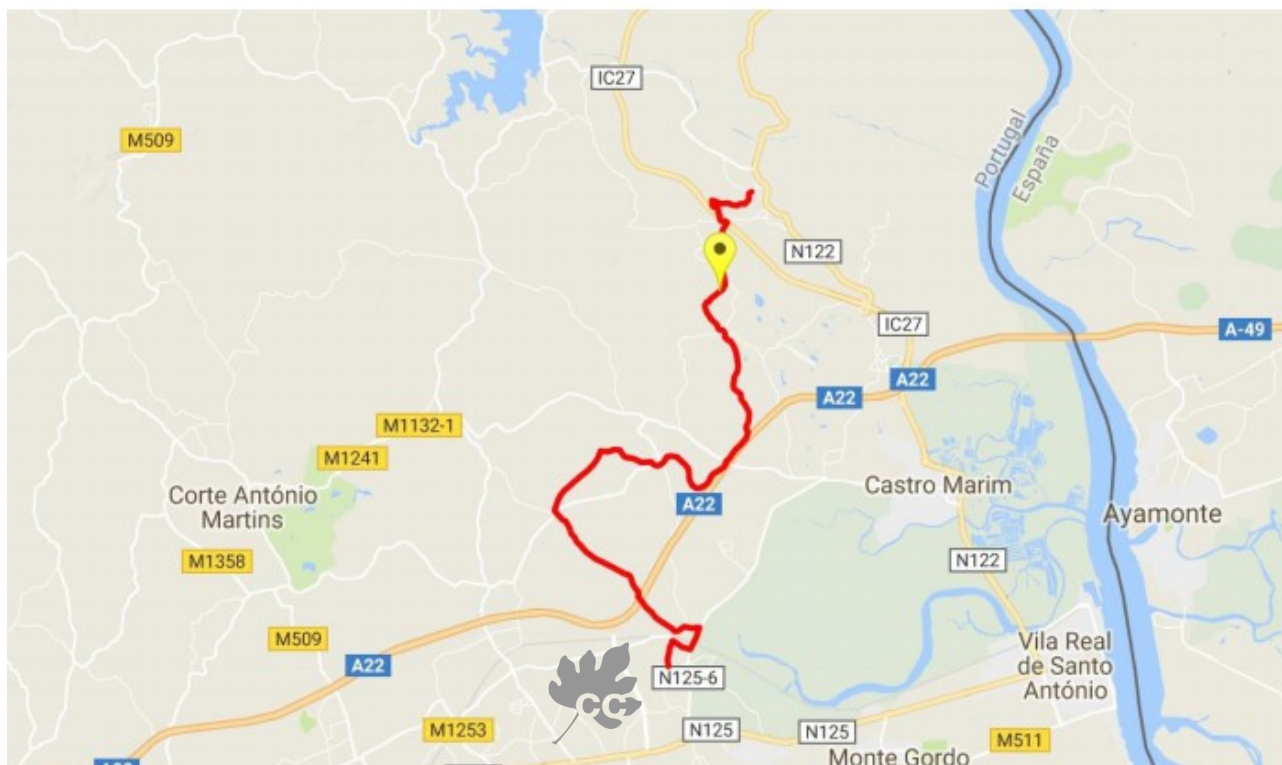 IC27
M509
Portugal
España
N122
IC27
A-49
A22
A22
M1132-1
M1241
Corte António
Martins
Castro Marim
A22
Ayamonte
M1358
N122
M509
Vila Real
de Santo
António
A22
N125-6
CC
M1253
N125
N125
M511
Monte Gordo